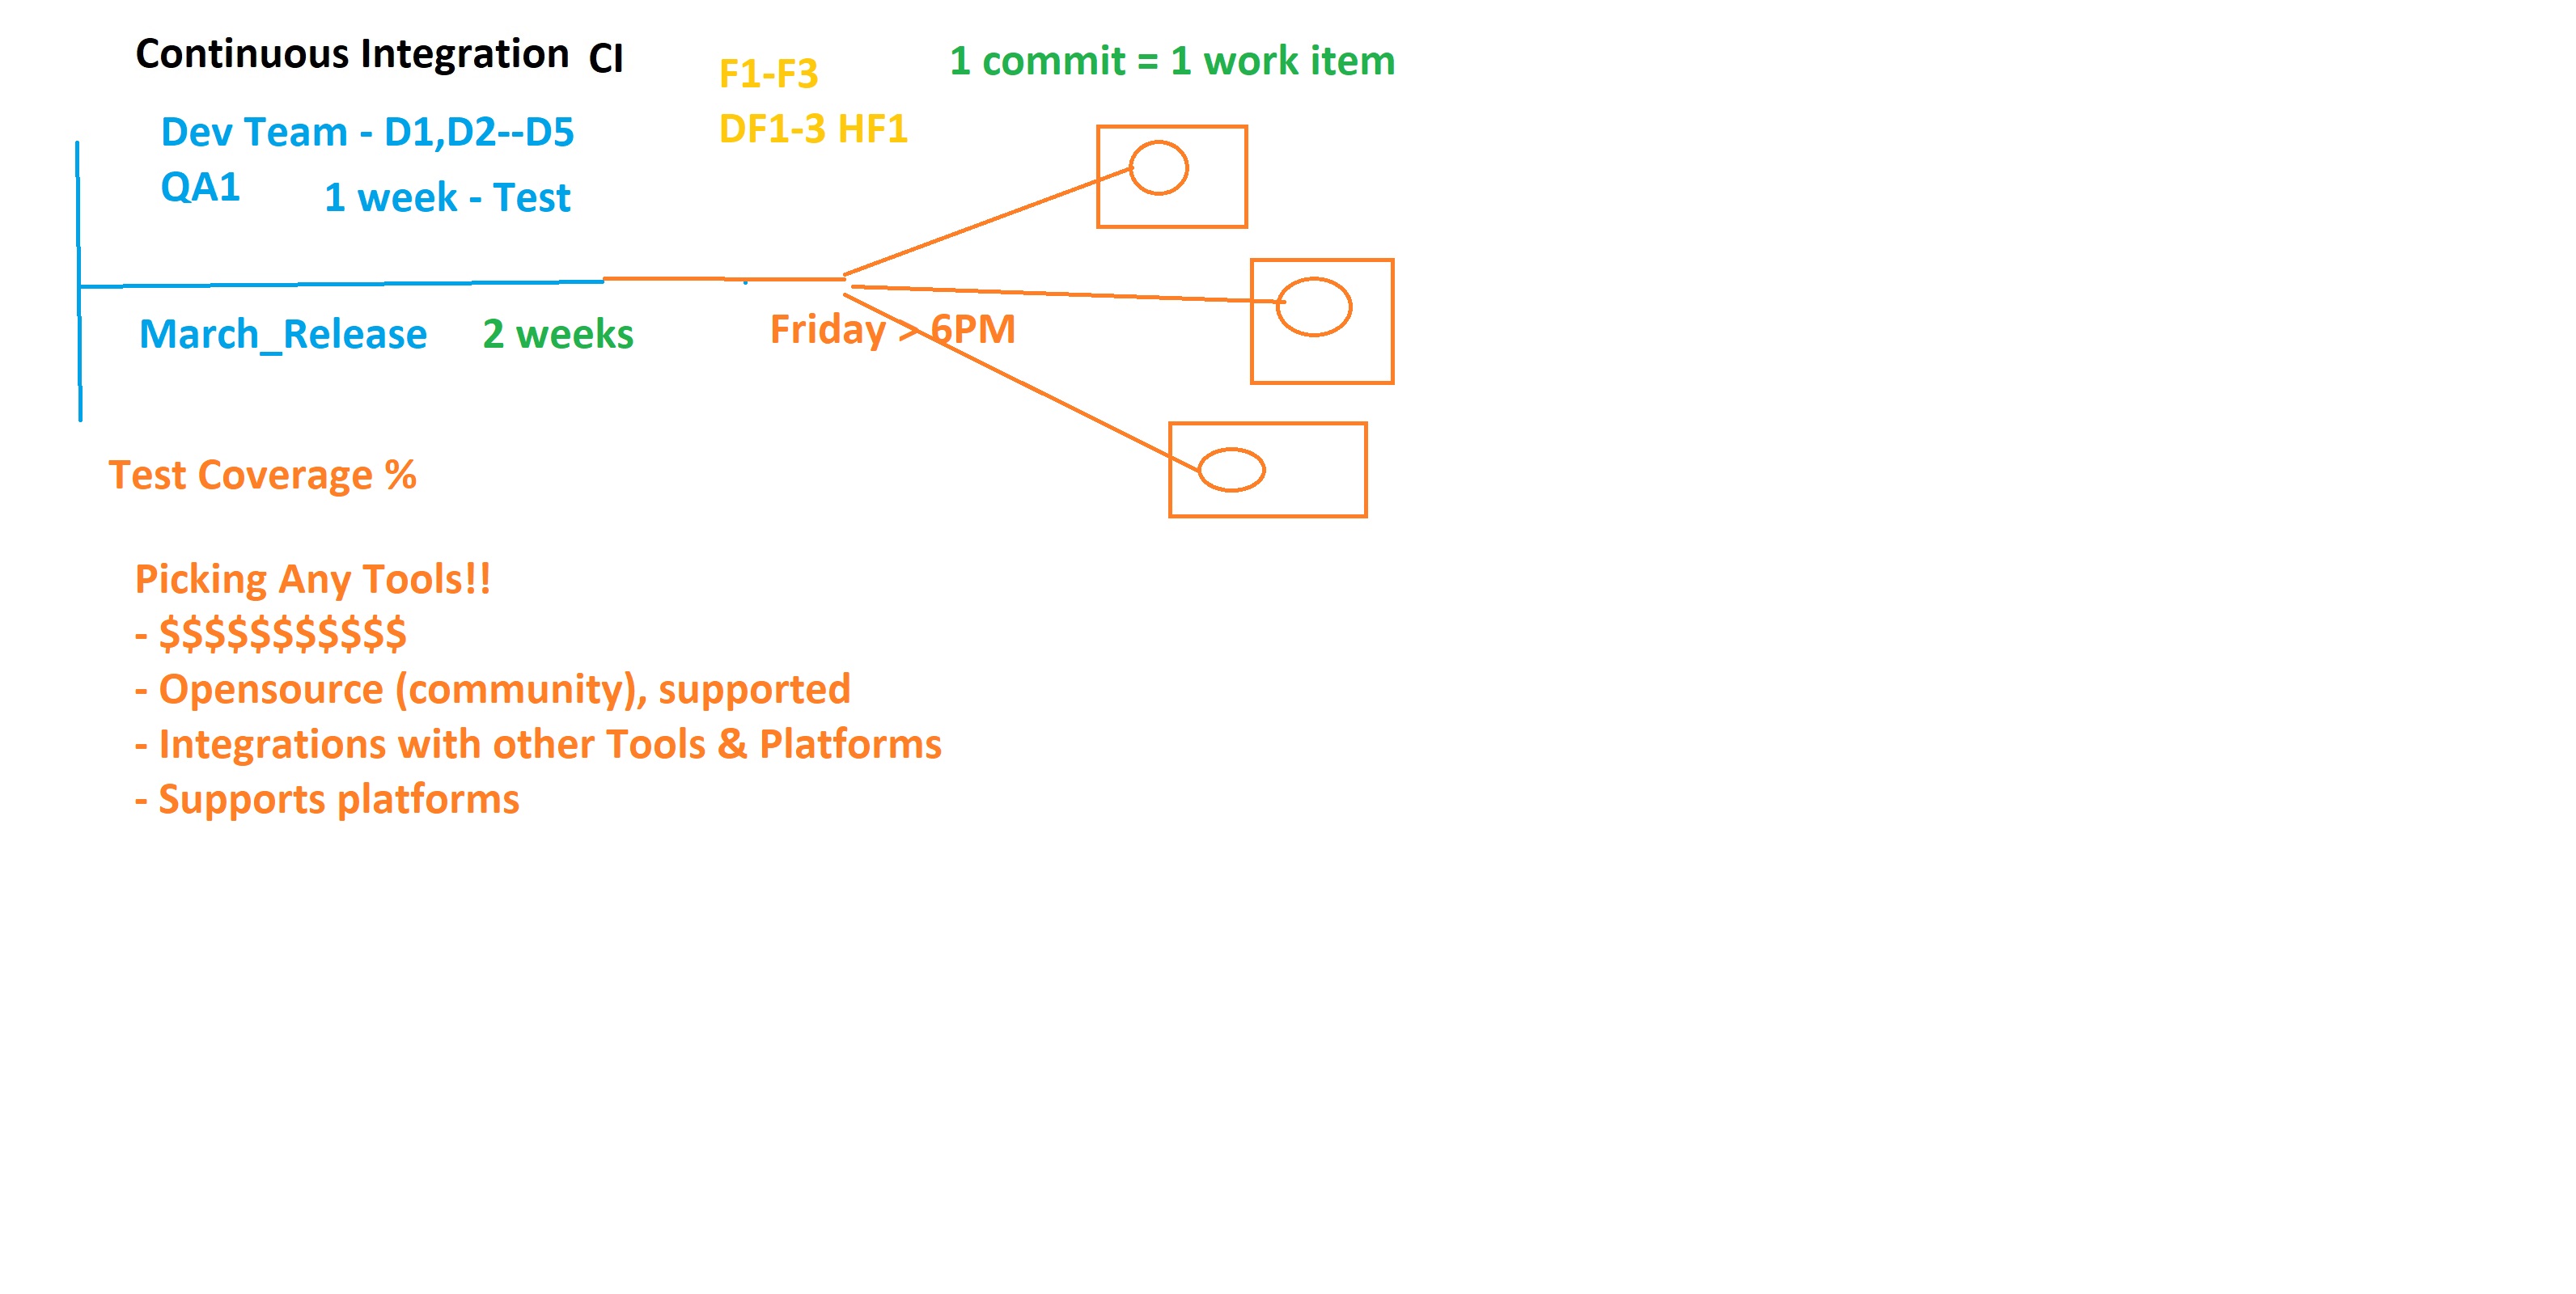 Continuous Integration CI
F1-F3
DF1-3 HF1
1 commit = 1 work item
Dev Team - D1,D2--D5
QA1
1 week - Test
March_Release
2 weeks
Friday > 6PM
Test Coverage %
Picking Any Tools!!
- $$$$$$$$$$$
- Opensource (community), supported
- Integrations with other Tools & Platforms
- Supports platforms